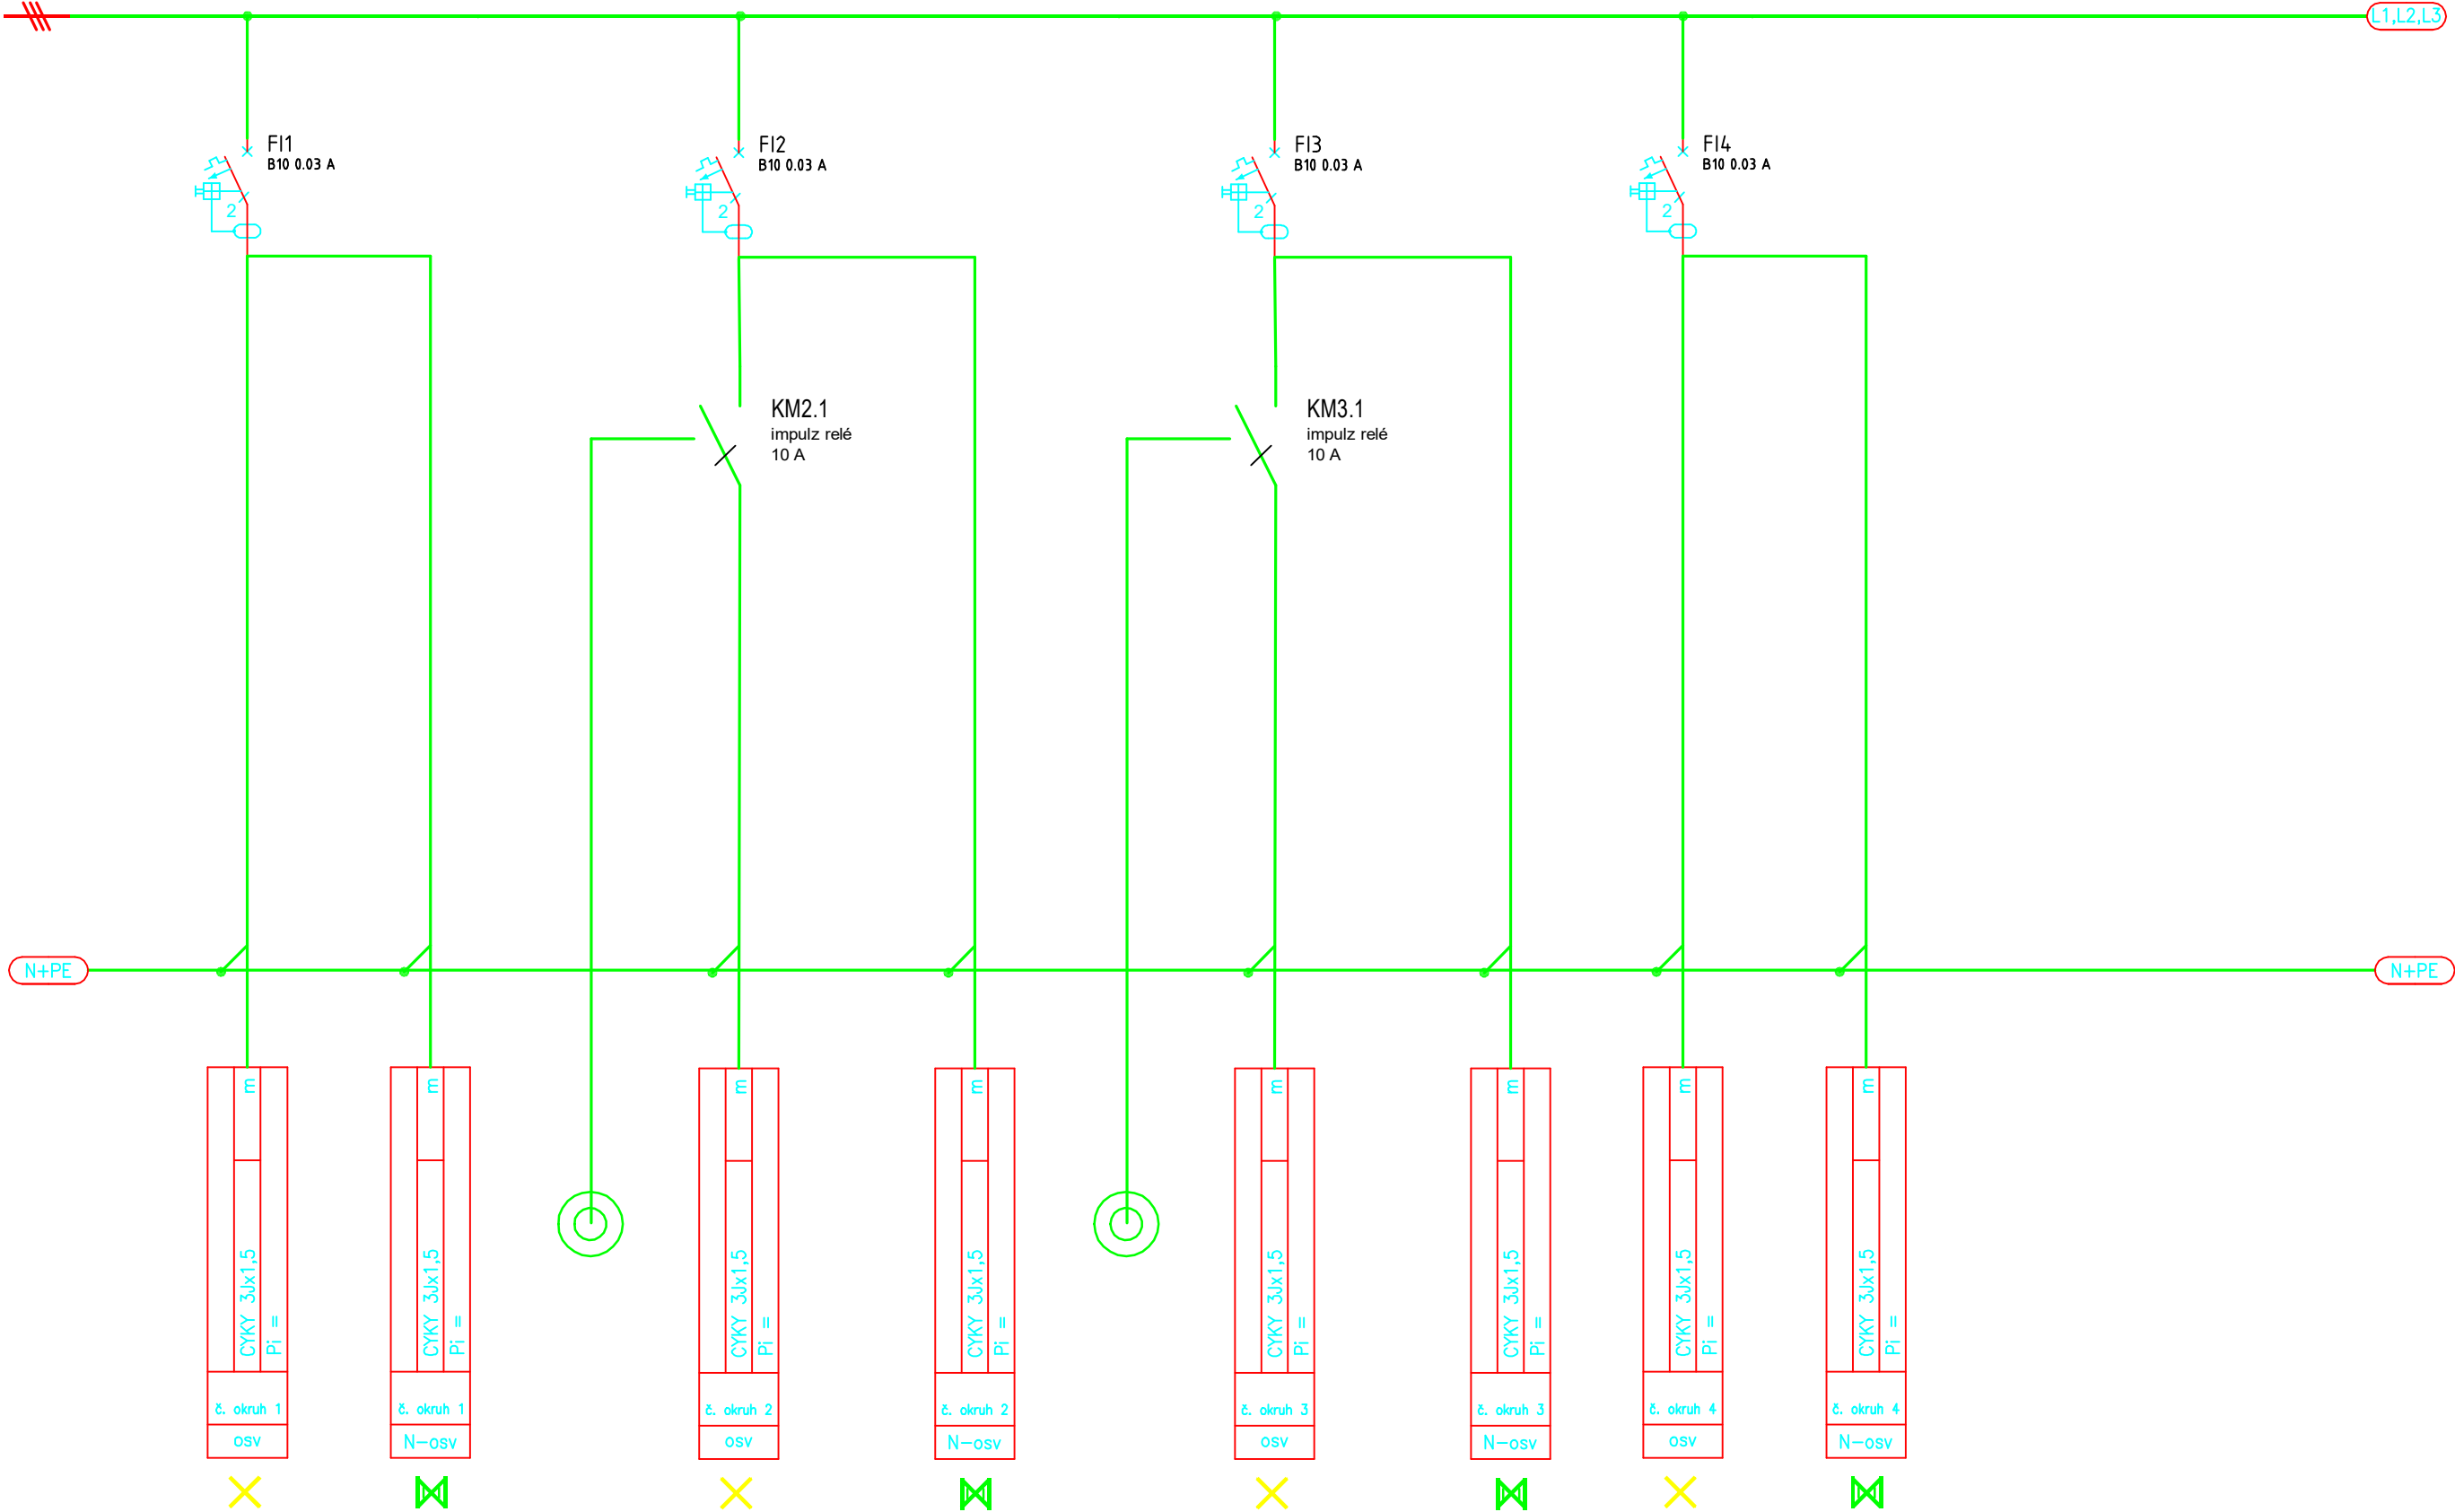 L1,L2,L3
FI1
B10 0.03 A
2
FI2
B10 0.03 A
2
FI3
B10 0.03 A
2
FI4
B10 0.03 A
2
KM2.1
impulz relé
10 A
KM3.1
impulz relé
10 A
N+PE
N+PE
m
CYKY 3Jx1,5
Pi =
č. okruh 1
osv
m
CYKY 3Jx1,5
Pi =
č. okruh 1
N-osv
m
CYKY 3Jx1,5
Pi =
č. okruh 2
osv
m
CYKY 3Jx1,5
Pi =
č. okruh 2
N-osv
m
CYKY 3Jx1,5
Pi =
č. okruh 3
osv
m
CYKY 3Jx1,5
Pi =
č. okruh 3
N-osv
m
CYKY 3Jx1,5
Pi =
č. okruh 4
osv
m
CYKY 3Jx1,5
Pi =
č. okruh 4
N-osv